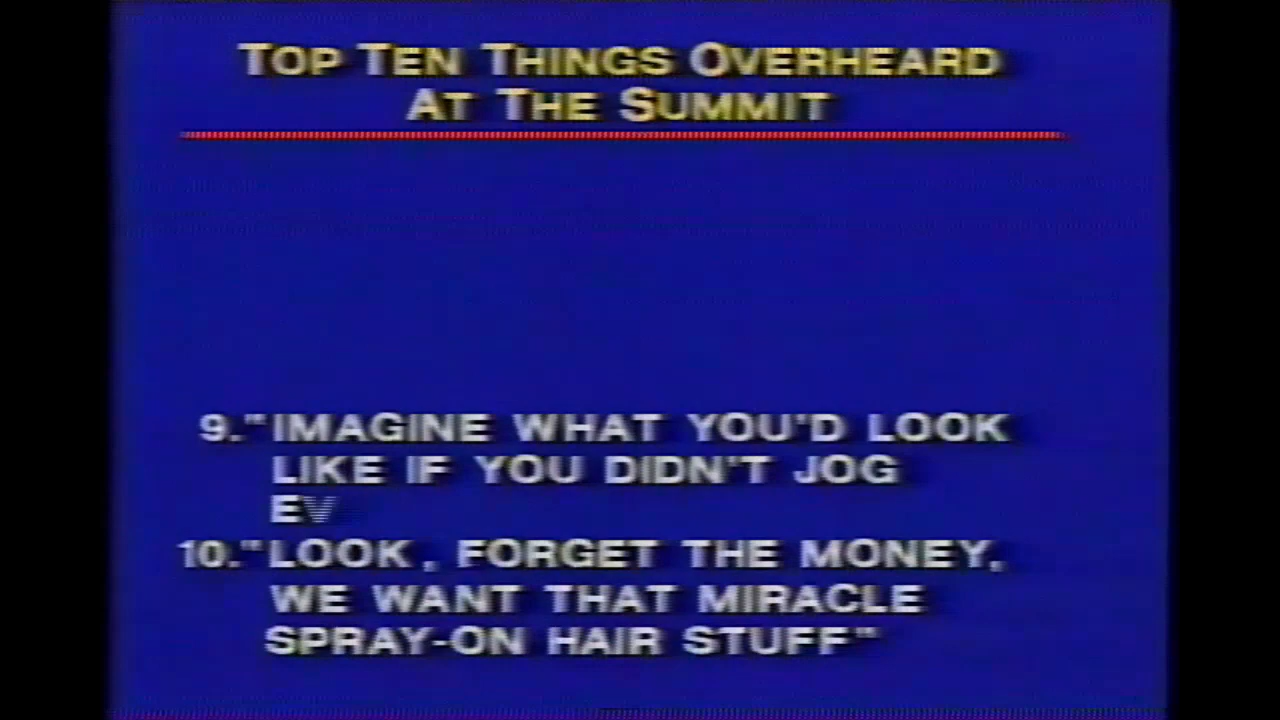 TOP TEN THINGS OVERHEARD
AT THE SUMMIT
9. "IMAGINE WHAT YOU'D LOOK
LIKE IF YOU DIDN'T JOG
EV
10. "LOOK, FORGET THE MONEY,
WE WANT THAT MIRACLE
SPRAY-ON HAIR STUFF"